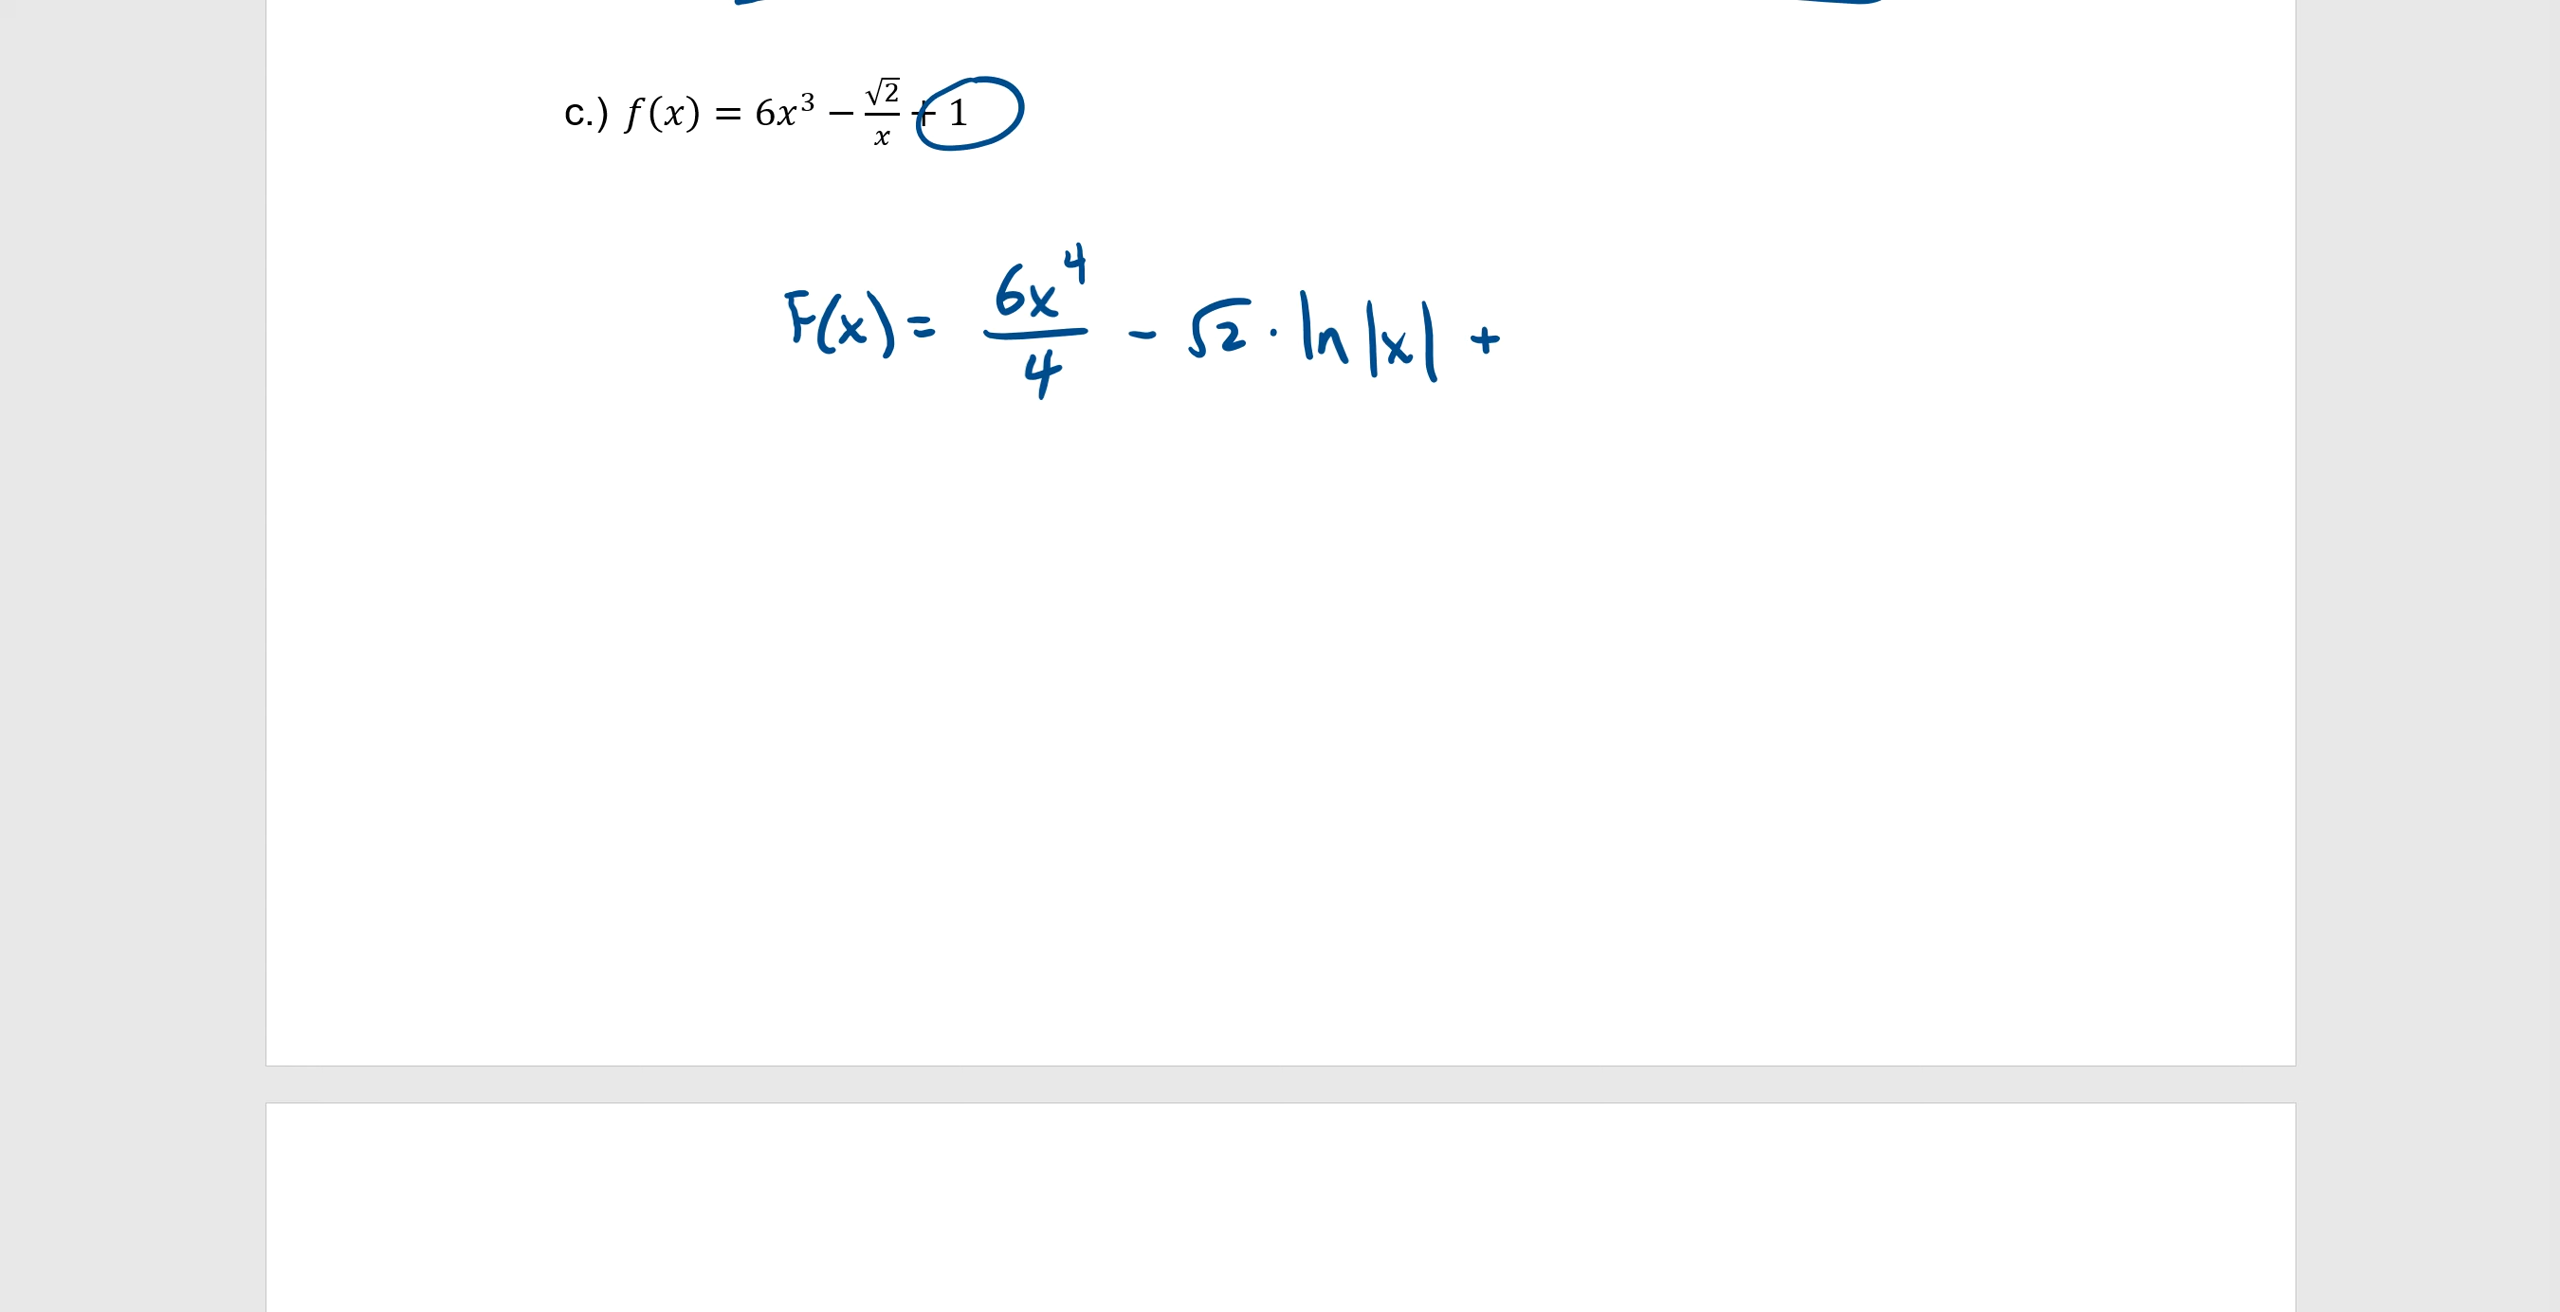 c.) f(x) = 6x³ − √2/x + 1
F(x) = 6x⁴/4 - √2 · ln|x| +